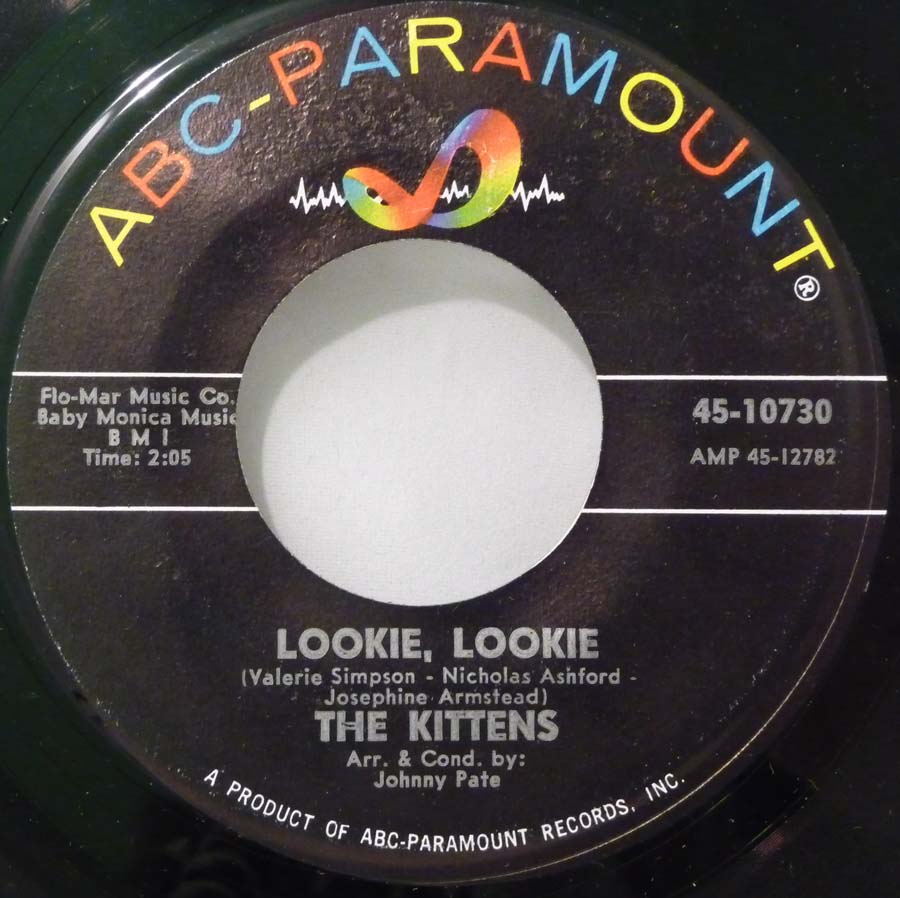 ABC-PARAMOUNT
®
Flo-Mar Music Co.
Baby Monica Music
B M I
Time: 2:05
45-10730
AMP 45-12782
LOOKIE, LOOKIE
(Valerie Simpson - Nicholas Ashford -
Josephine Armstead)
THE KITTENS
Arr. & Cond. by:
Johnny Pate
A PRODUCT OF ABC-PARAMOUNT RECORDS, INC.